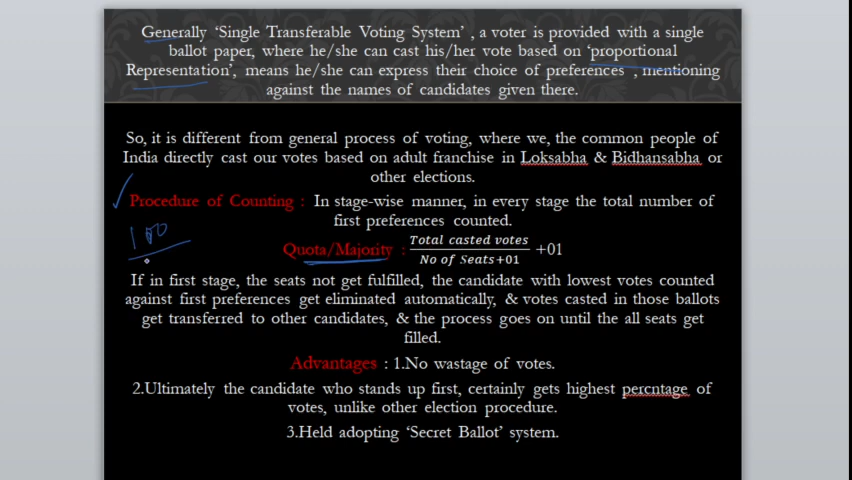 Generally ‘Single Transferable Voting System’ , a voter is provided with a single
ballot paper, where he/she can cast his/her vote based on ‘proportional
Representation’, means he/she can express their choice of preferences , mentioning
against the names of candidates given there.
So, it is different from general process of voting, where we, the common people of
India directly cast our votes based on adult franchise in Loksabha & Bidhansabha or
other elections.
Procedure of Counting : In stage-wise manner, in every stage the total number of
first preferences counted.
100
Quota/Majority : Total casted votes / No of Seats+01 +01
If in first stage, the seats not get fulfilled, the candidate with lowest votes counted
against first preferences get eliminated automatically, & votes casted in those ballots
get transferred to other candidates, & the process goes on until the all seats get
filled.
Advantages : 1.No wastage of votes.
2.Ultimately the candidate who stands up first, certainly gets highest percntage of
votes, unlike other election procedure.
3.Held adopting ‘Secret Ballot’ system.